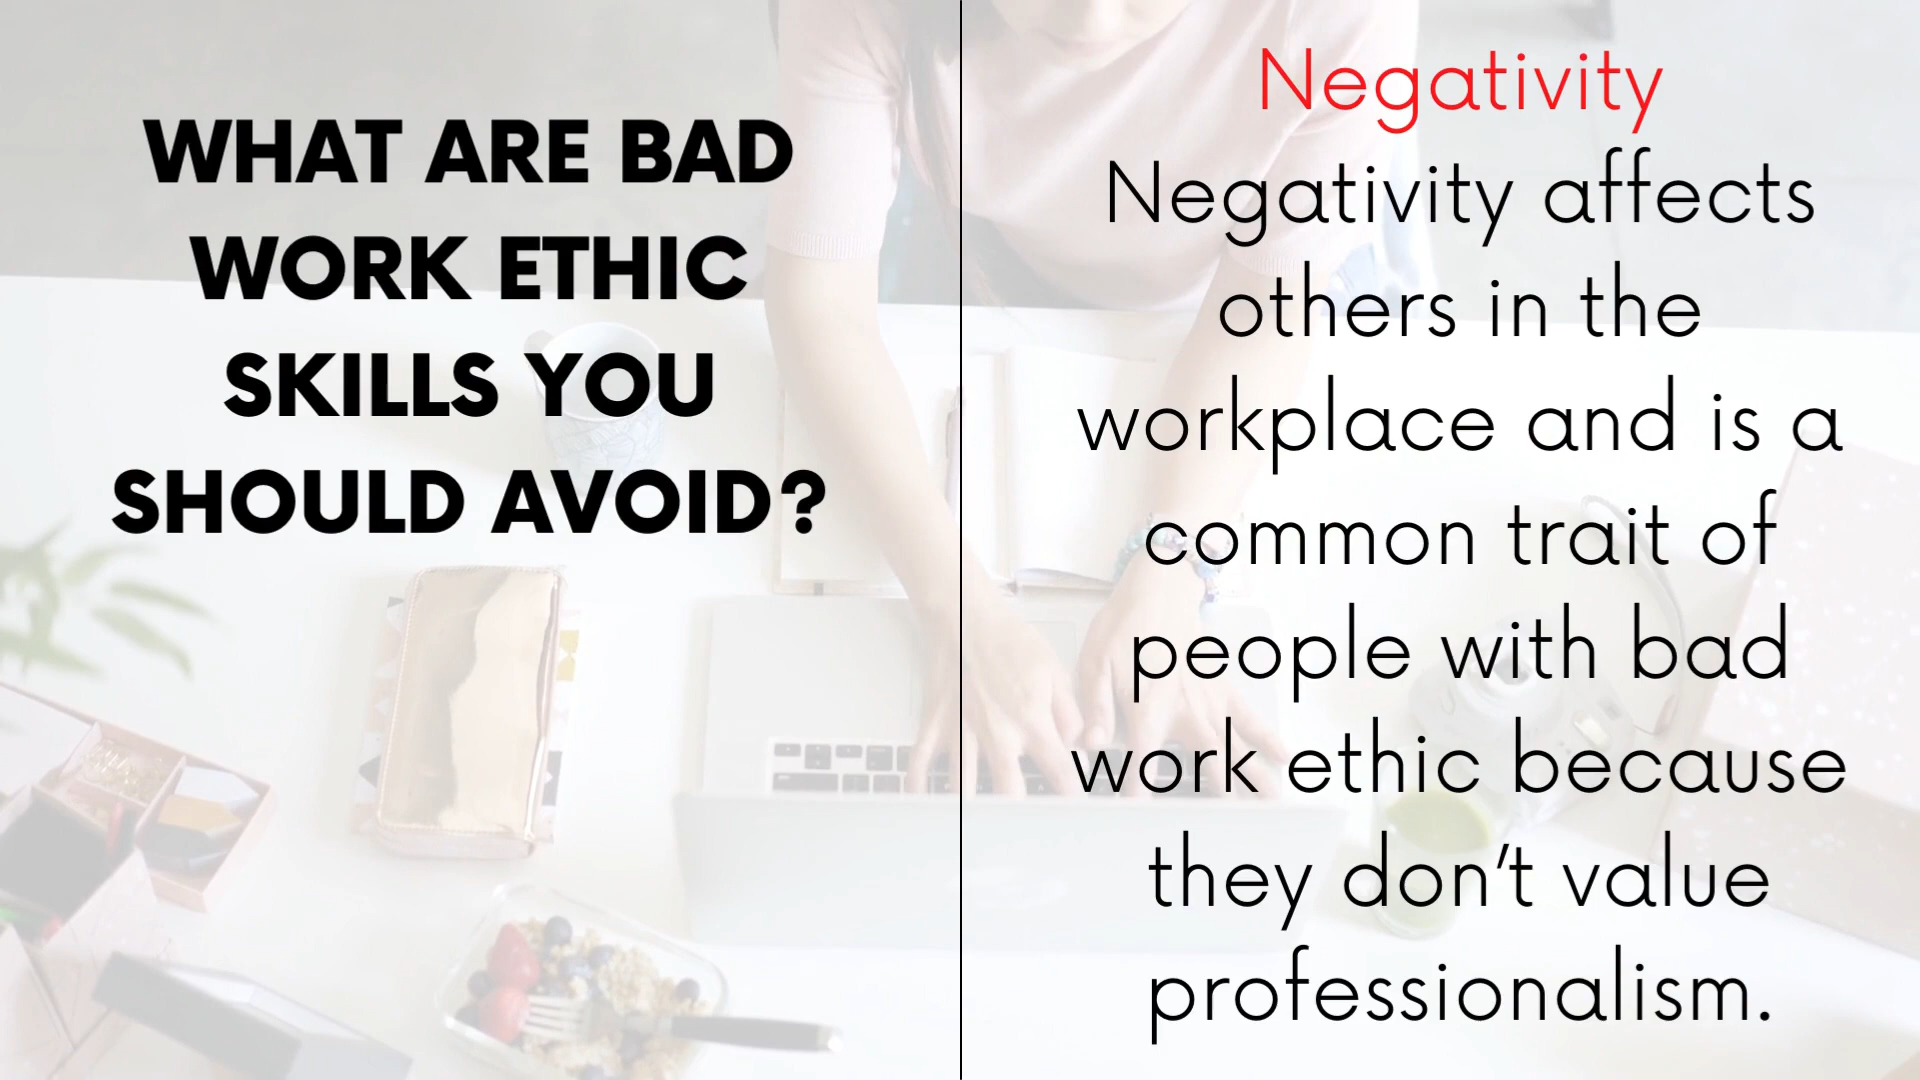 WHAT ARE BAD
WORK ETHIC
SKILLS YOU
SHOULD AVOID?
Negativity
Negativity affects
others in the
workplace and is a
common trait of
people with bad
work ethic because
they don't value
professionalism.